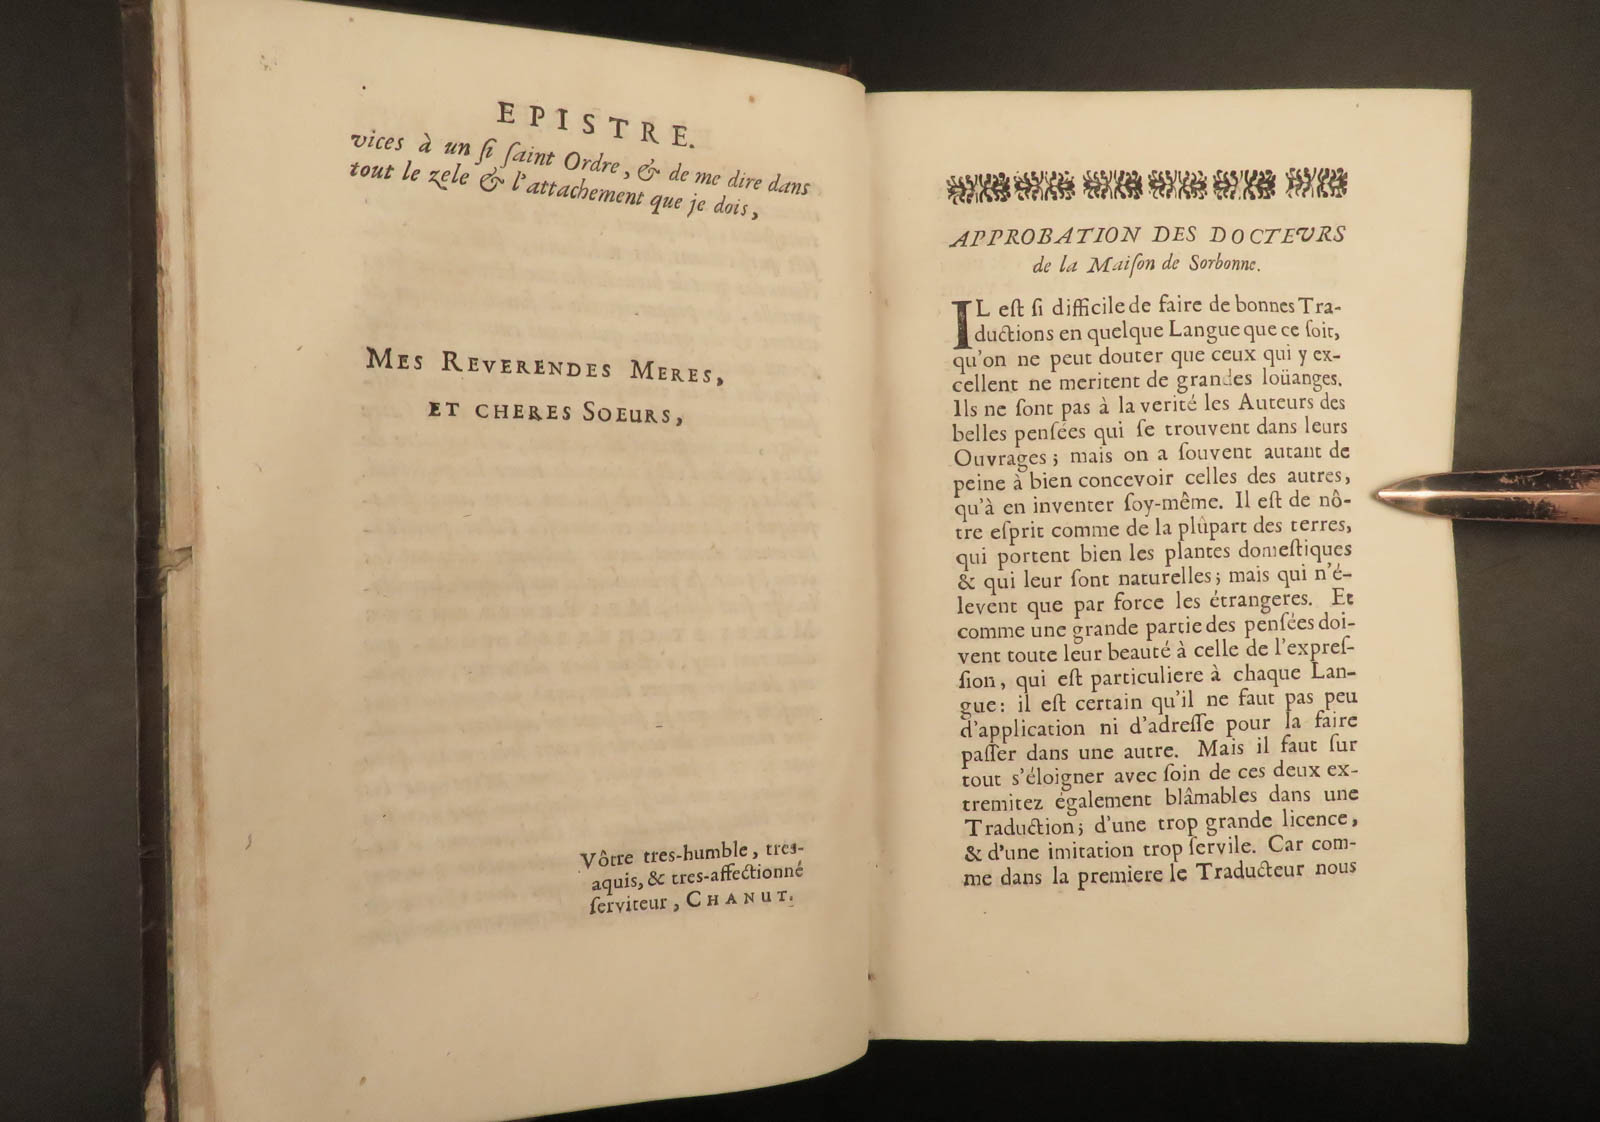 EPISTRE.
vices à un ſi ſaint Ordre, & de me dire dans
tout le zele & l'attachement que je dois,
MES REVERENDES MERES,
ET CHERES SOEURS,
Vôtre tres-humble, tres-
aquis, & tres-affectionné
ſerviteur, CHANUT.
APPROBATION DES DOCTEVRS
de la Maiſon de Sorbonne.
IL eſt ſi difficile de faire de bonnes Tra-
ductions en quelque Langue que ce ſoit,
qu'on ne peut douter que ceux qui y ex-
cellent ne meritent de grandes loüanges.
Ils ne ſont pas à la verité les Auteurs des
belles penſées qui ſe trouvent dans leurs
Ouvrages; mais on a ſouvent autant de
peine à bien concevoir celles des autres,
qu'à en inventer ſoy-même. Il eſt de nô-
tre eſprit comme de la plûpart des terres,
qui portent bien les plantes domeſtiques
& qui leur ſont naturelles; mais qui n'é-
levent que par force les étrangeres. Et
comme une grande partie des penſées doi-
vent toute leur beauté à celle de l'expreſ-
ſion, qui eſt particuliere à chaque Lan-
gue: il eſt certain qu'il ne faut pas peu
d'application ni d'adreſſe pour la faire
paſſer dans une autre. Mais il faut ſur
tout s'éloigner avec ſoin de ces deux ex-
tremitez également blâmables dans une
Traduction; d'une trop grande licence,
& d'une imitation trop ſervile. Car com-
me dans la premiere le Traducteur nous